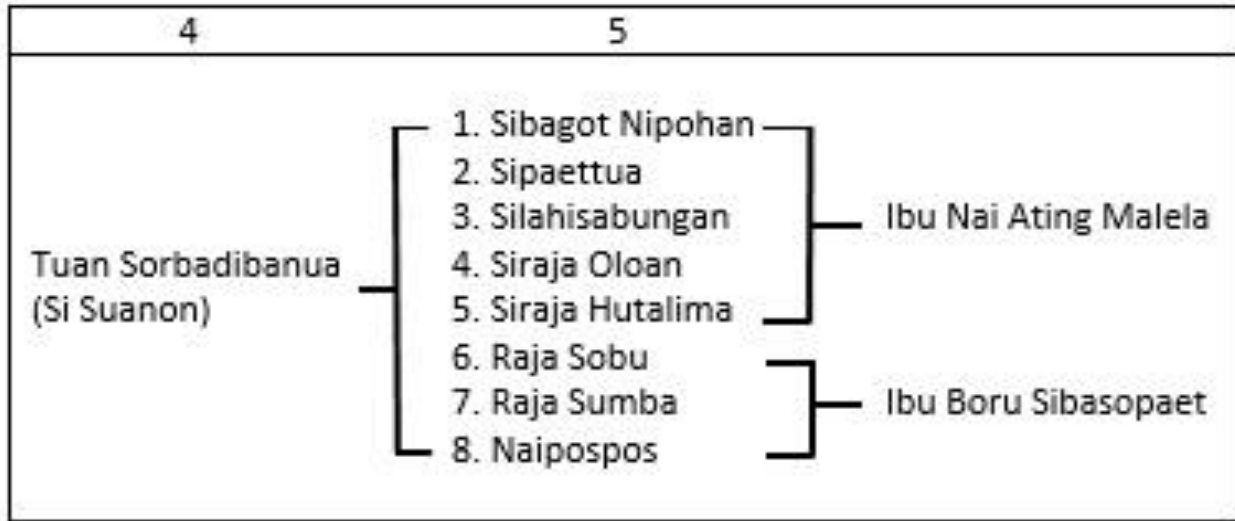 4 5
1. Sibagot Nipohan
2. Sipaettua
3. Silahisabungan
Ibu Nai Ating Malela
Tuan Sorbadibanua
(Si Suanon)
4. Siraja Oloan
5. Siraja Hutalima
6. Raja Sobu
7. Raja Sumba
8. Naipospos
Ibu Boru Sibasopaet